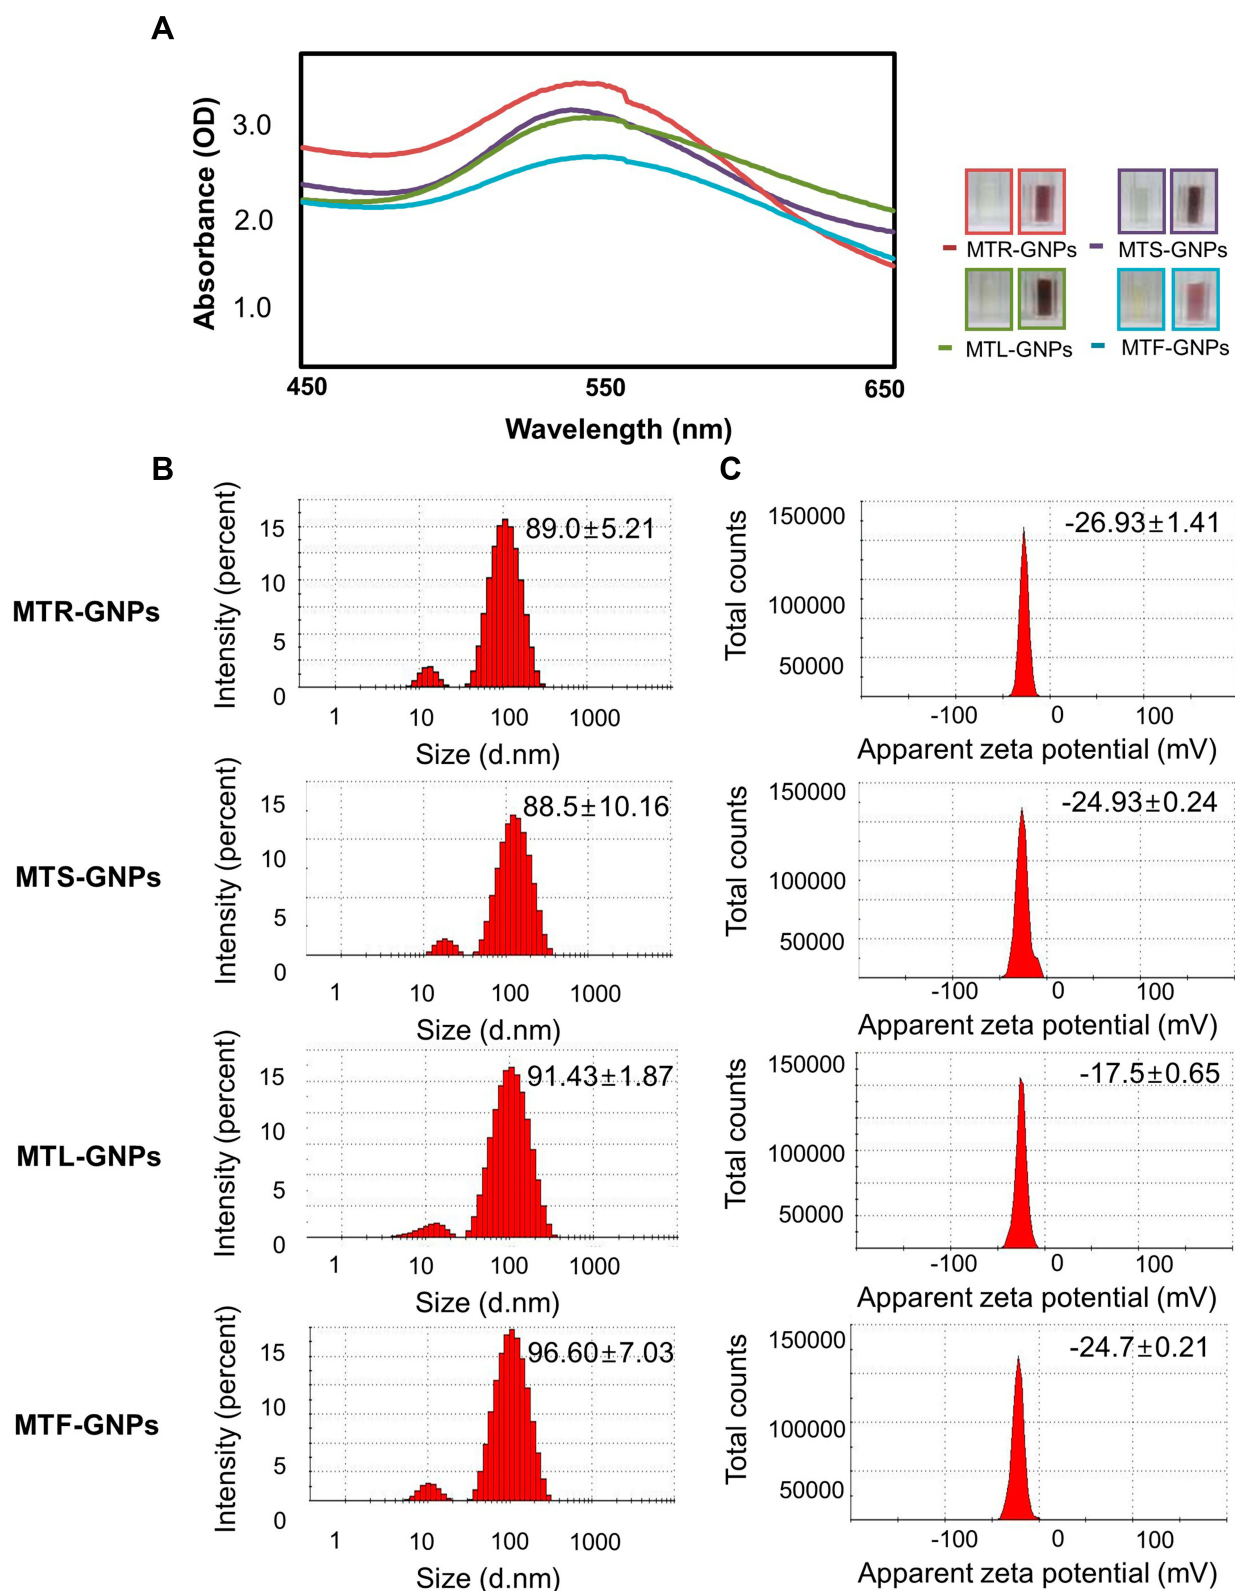 A
Absorbance (OD)
3.0
2.0
1.0
450
550
650
Wavelength (nm)
MTR-GNPs
MTS-GNPs
MTL-GNPs
MTF-GNPs
B
C
MTR-GNPs
Intensity (percent)
15
10
5
0
89.0±5.21
1
10
100
1000
Size (d.nm)
Total counts
150000
100000
50000
-26.93±1.41
-100
0
100
Apparent zeta potential (mV)
MTS-GNPs
Intensity (percent)
15
10
5
0
88.5±10.16
1
10
100
1000
Size (d.nm)
Total counts
150000
100000
50000
-24.93±0.24
-100
0
100
Apparent zeta potential (mV)
MTL-GNPs
Intensity (percent)
15
10
5
0
91.43±1.87
1
10
100
1000
Size (d.nm)
Total counts
150000
100000
50000
-17.5±0.65
-100
0
100
Apparent zeta potential (mV)
MTF-GNPs
Intensity (percent)
15
10
5
0
96.60±7.03
1
10
100
1000
Size (d.nm)
Total counts
150000
100000
50000
-24.7±0.21
-100
0
100
Apparent zeta potential (mV)